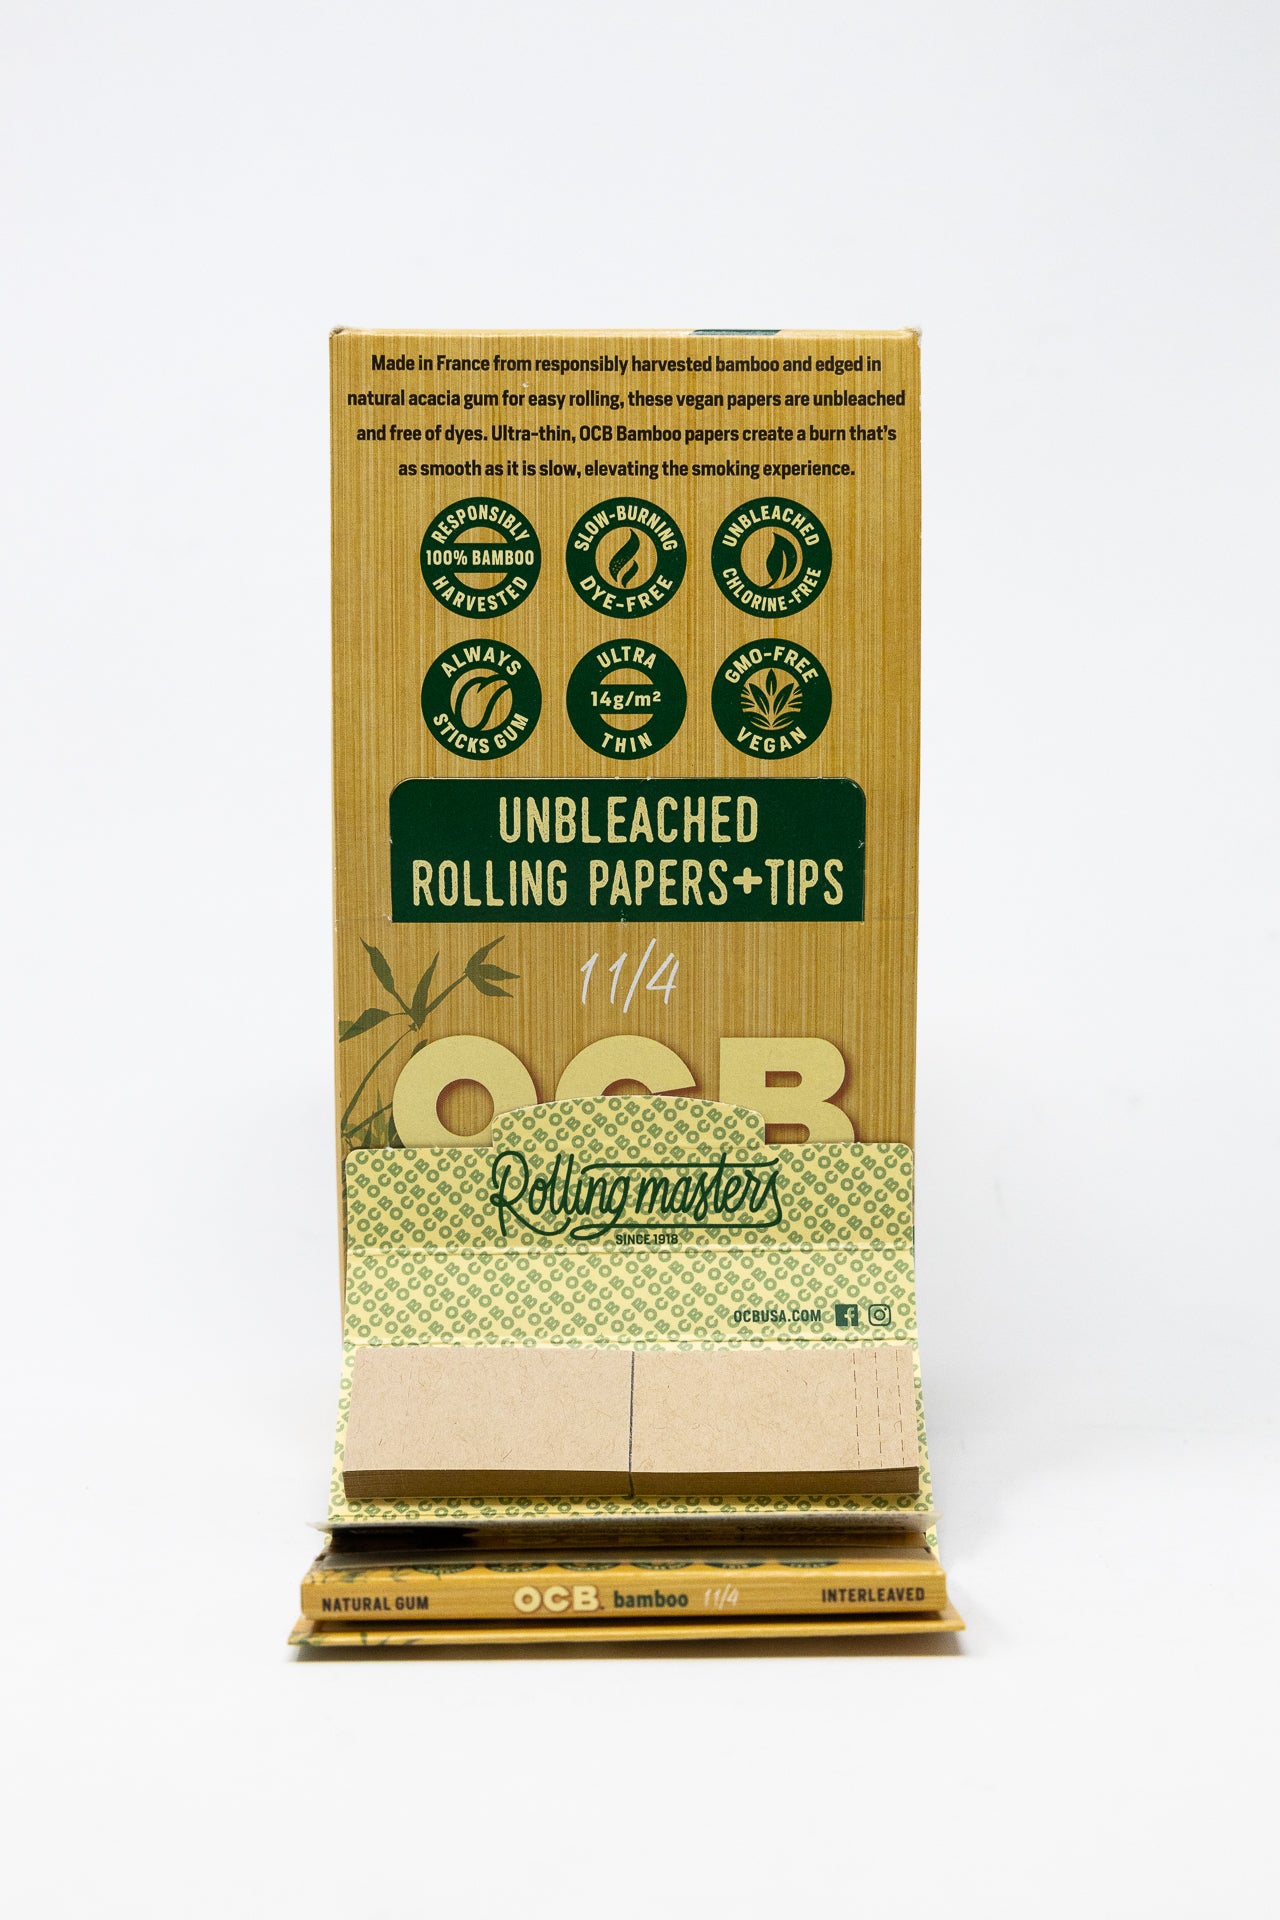 Made in France from responsibly harvested bamboo and edged in
natural acacia gum for easy rolling, these vegan papers are unbleached
and free of dyes. Ultra-thin, OCB Bamboo papers create a burn that's
as smooth as it is slow, elevating the smoking experience.
RESPONSIBLY
100% BAMBOO
HARVESTED
SLOW-BURNING
DYE-FREE
UNBLEACHED
CHLORINE-FREE
ALWAYS
STICKS GUM
ULTRA
14g/m²
THIN
GMO-FREE
VEGAN
UNBLEACHED
ROLLING PAPERS+TIPS
1 1/4
OCB
Rolling masters
SINCE 1918
OCBUSA.COM
NATURAL GUM
OCB. bamboo 1 1/4
INTERLEAVED